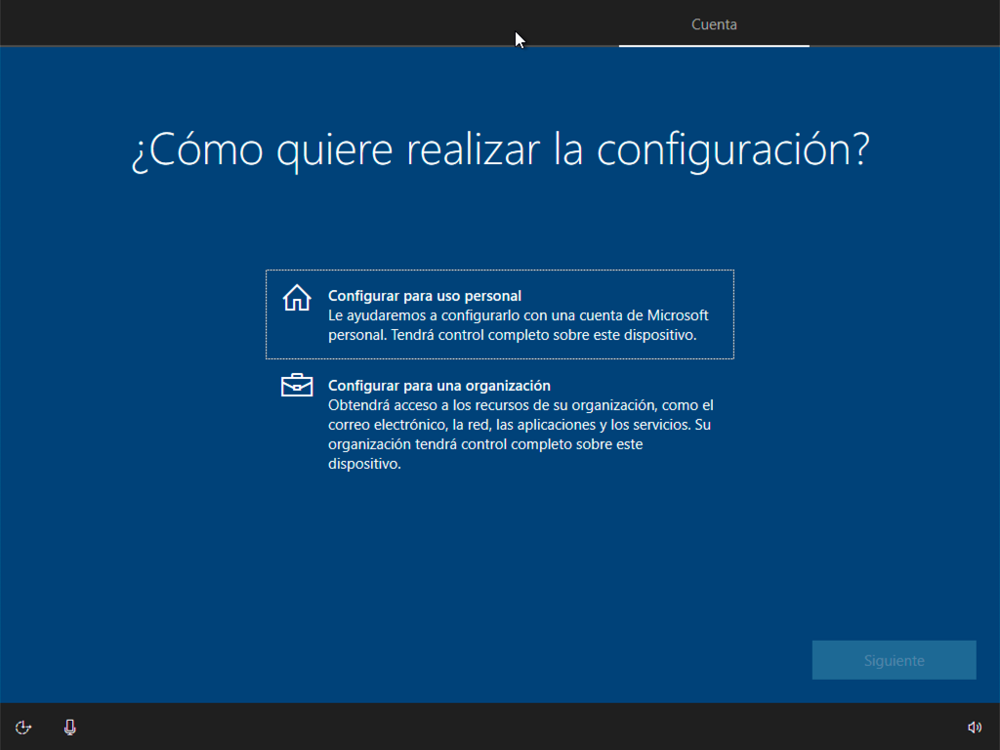 Cuenta
¿Cómo quiere realizar la configuración?
Configurar para uso personal
Le ayudaremos a configurarlo con una cuenta de Microsoft
personal. Tendrá control completo sobre este dispositivo.
Configurar para una organización
Obtendrá acceso a los recursos de su organización, como el
correo electrónico, la red, las aplicaciones y los servicios. Su
organización tendrá control completo sobre este
dispositivo.
Siguiente